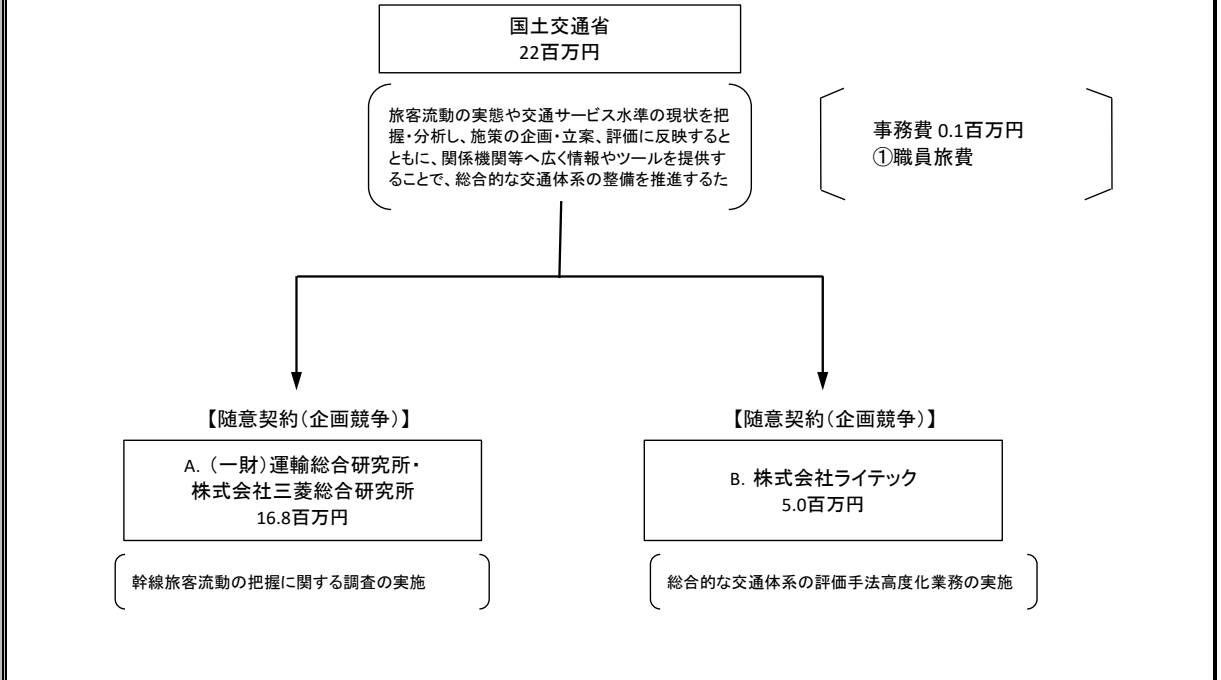 国土交通省
22百万円
旅客流動の実態や交通サービス水準の現状を把
握・分析し、施策の企画・立案、評価に反映すると
ともに、関係機関等へ広く情報やツールを提供す
ることで、総合的な交通体系の整備を推進するた
事務費 0.1百万円
①職員旅費
【随意契約（企画競争）】
A. （一財）運輸総合研究所・
株式会社三菱総合研究所
16.8百万円
幹線旅客流動の把握に関する調査の実施
【随意契約（企画競争）】
B. 株式会社ライテック
5.0百万円
総合的な交通体系の評価手法高度化業務の実施